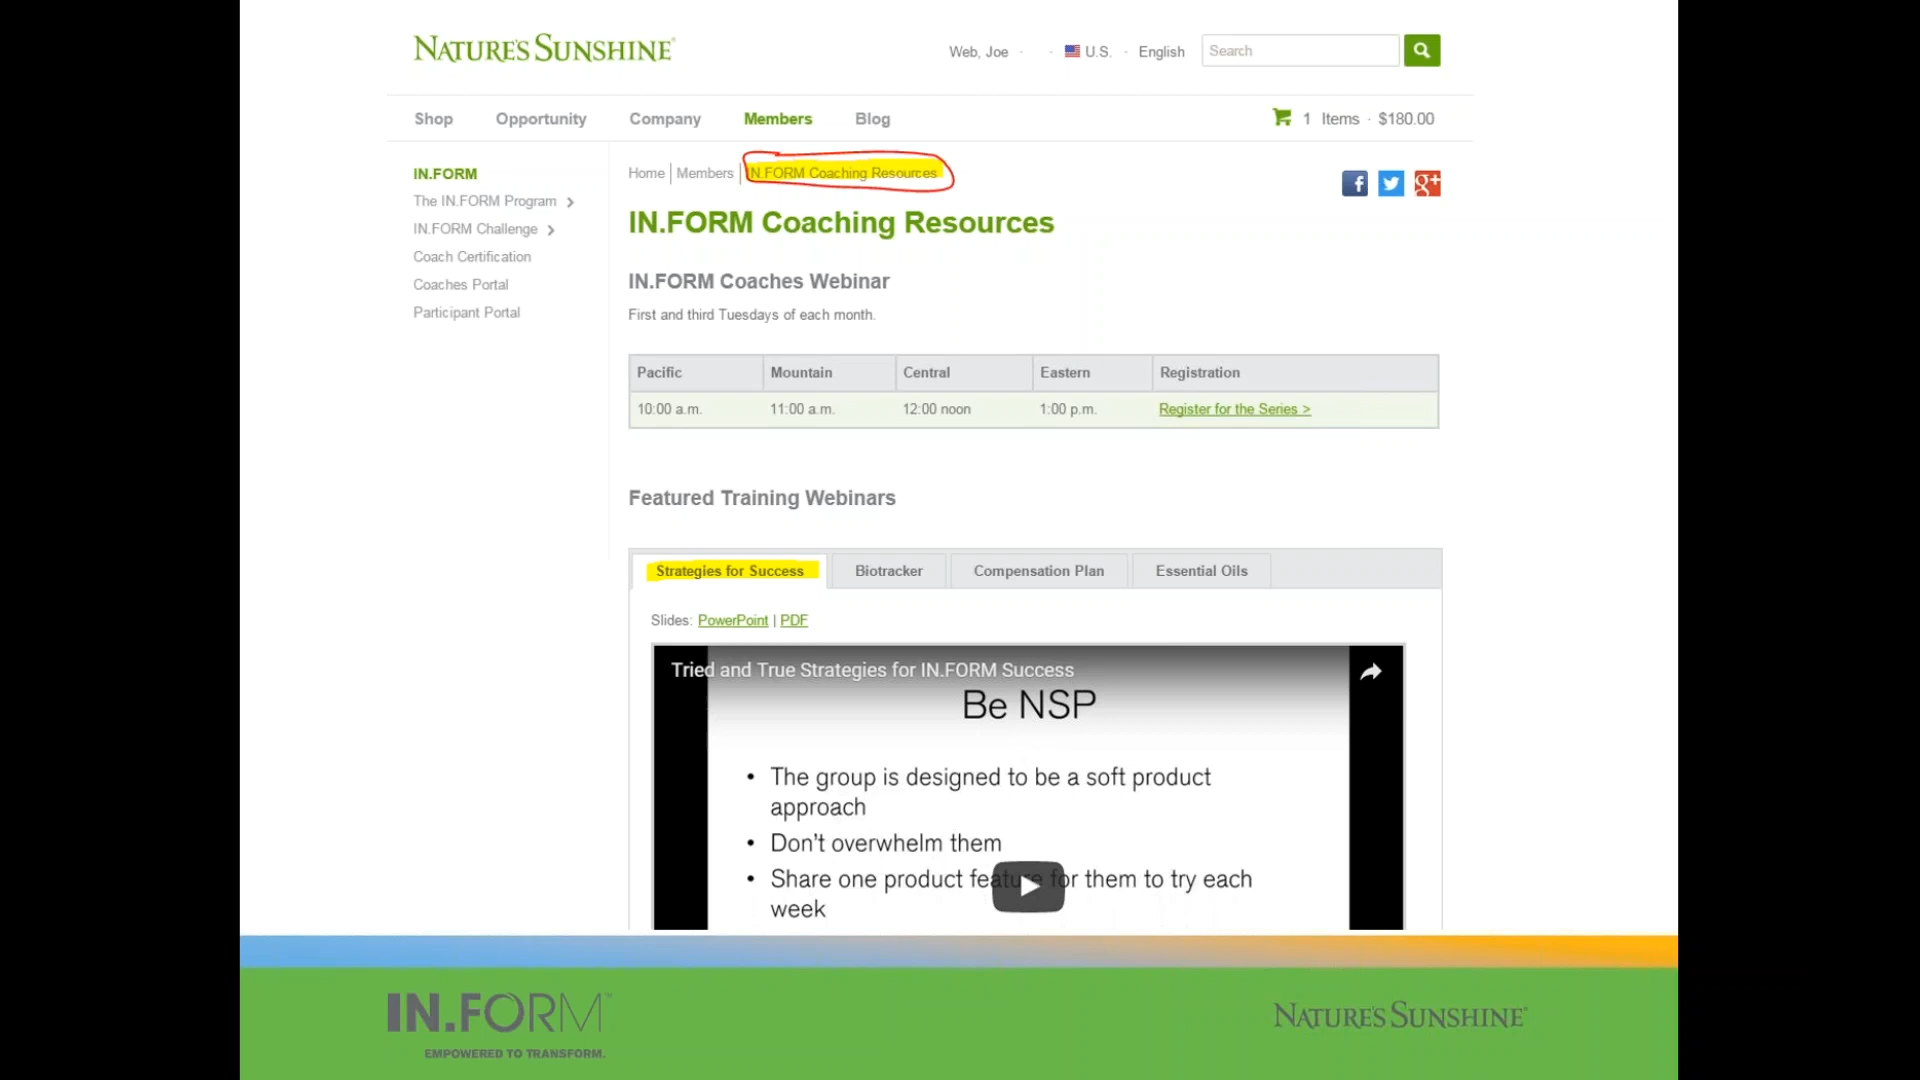 NATURE'S SUNSHINE®
Web, Joe · · U.S. · English Search
Shop Opportunity Company Members Blog 1 Items · $180.00
IN.FORM
The IN.FORM Program >
IN.FORM Challenge >
Coach Certification
Coaches Portal
Participant Portal
Home | Members | IN.FORM Coaching Resources
f g+
IN.FORM Coaching Resources
IN.FORM Coaches Webinar
First and third Tuesdays of each month.
Pacific Mountain Central Eastern Registration
10:00 a.m. 11:00 a.m. 12:00 noon 1:00 p.m. Register for the Series >
Featured Training Webinars
Strategies for Success Biotracker Compensation Plan Essential Oils
Slides: PowerPoint | PDF
Tried and True Strategies for IN.FORM Success
Be NSP
• The group is designed to be a soft product
approach
• Don't overwhelm them
• Share one product feature for them to try each
week
IN.FORM™
EMPOWERED TO TRANSFORM.
NATURE'S SUNSHINE®